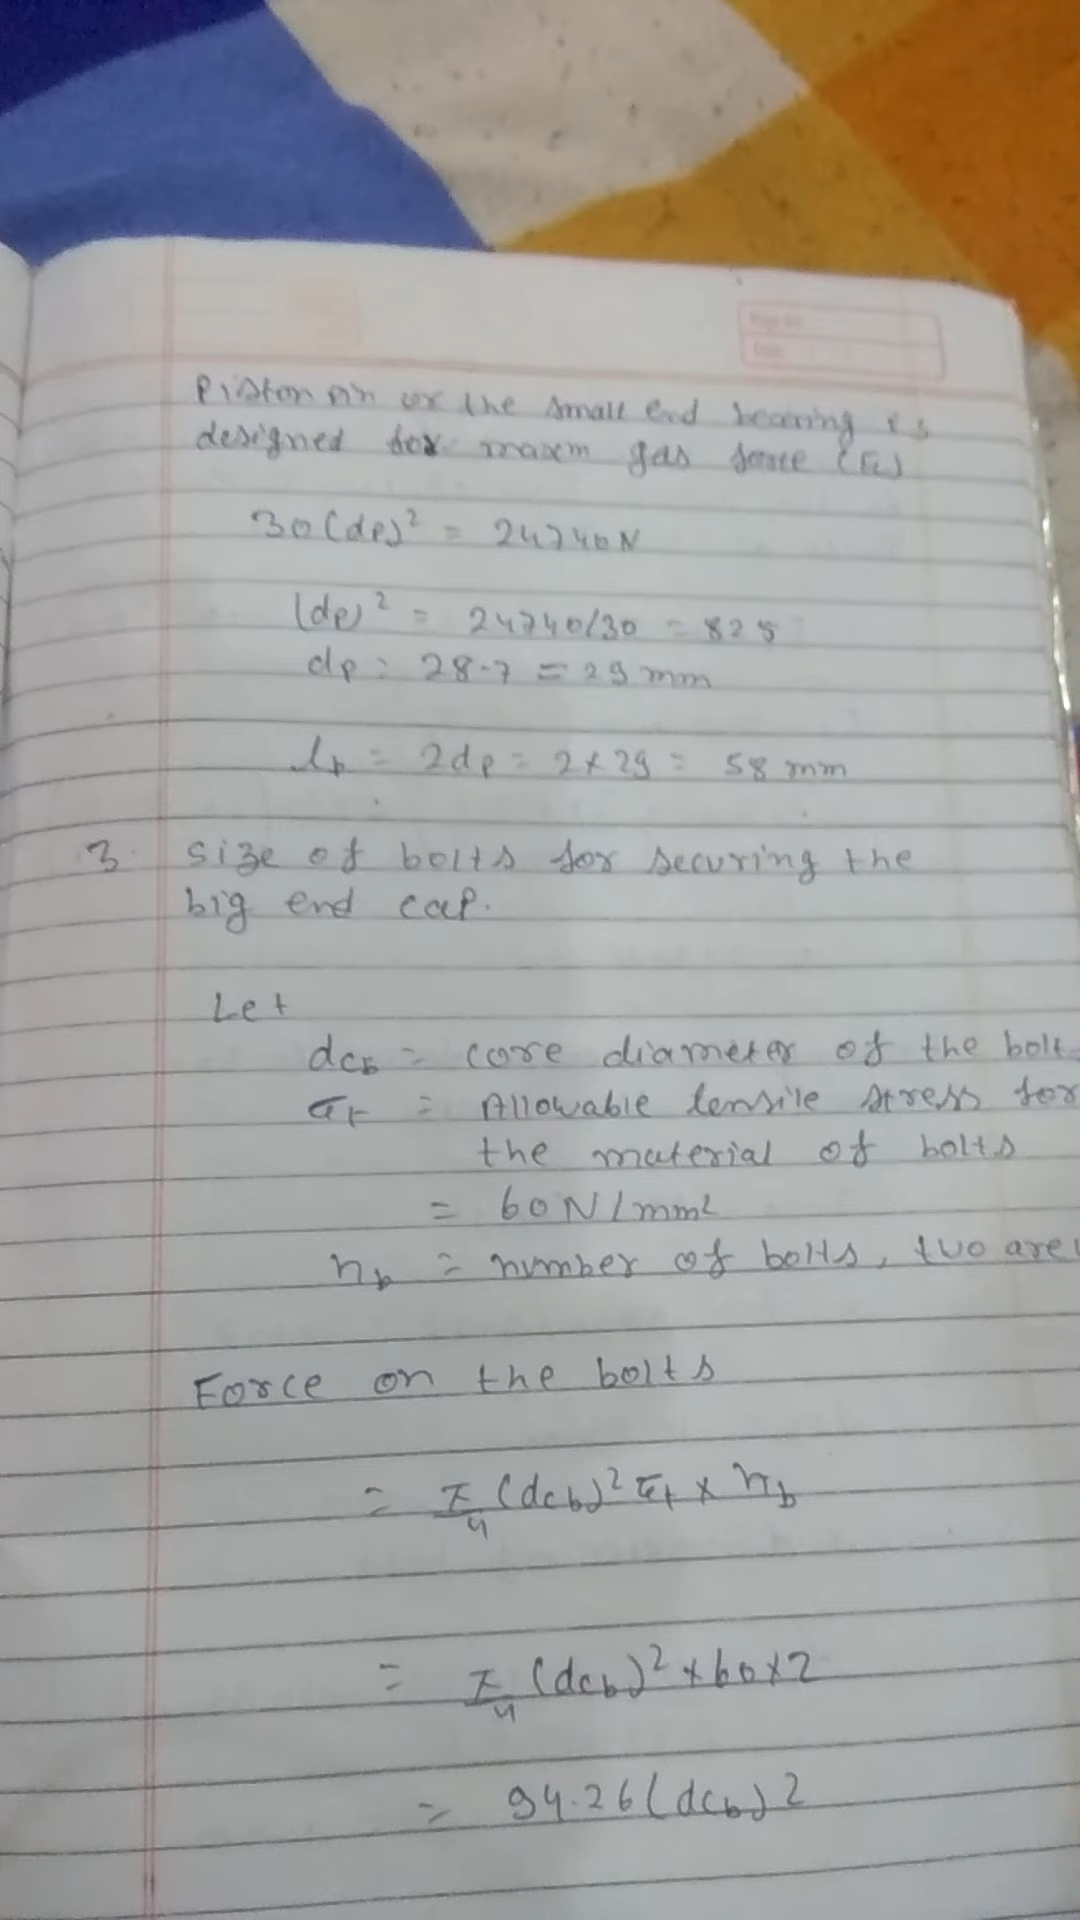 Page No.
Date
Piston pin or the small end bearing is
designed for maxm gas force (FL)
30(dp)² = 24740N
(dp)² = 24740/30 = 825
dp = 28.7 = 29 mm
lp = 2dp = 2×29 = 58 mm
3. Size of bolts for securing the
big end cap.
Let
dcb = core diameter of the bolt
σt = Allowable tensile stress for
the material of bolts
= 60N/mm²
nb = number of bolts, two are
Force on the bolts
= π/4 (dcb)² σt × nb
= π/4 (dcb)² × 60 × 2
= 94.26(dcb)2